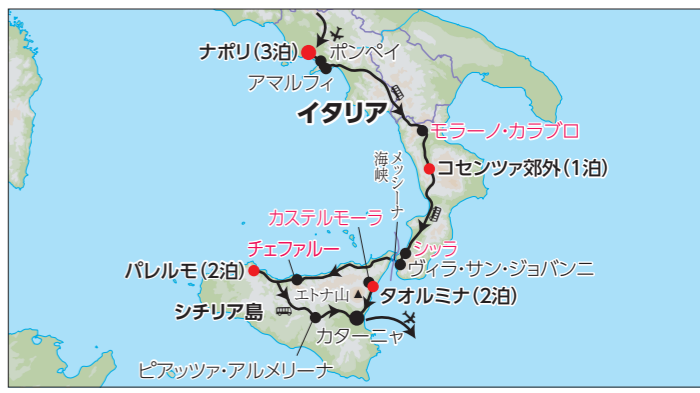 ナポリ(3泊)
ポンペイ
アマルフィ
イタリア
モラーノ・カラブロ
コセンツァ郊外(1泊)
メッシーナ
海峡
カステルモーラ
チェファルー
シッラ
ヴィラ・サン・ジョバンニ
パレルモ(2泊)
エトナ山▲
タオルミナ(2泊)
シチリア島
カターニャ
ピアッツァ・アルメリーナ